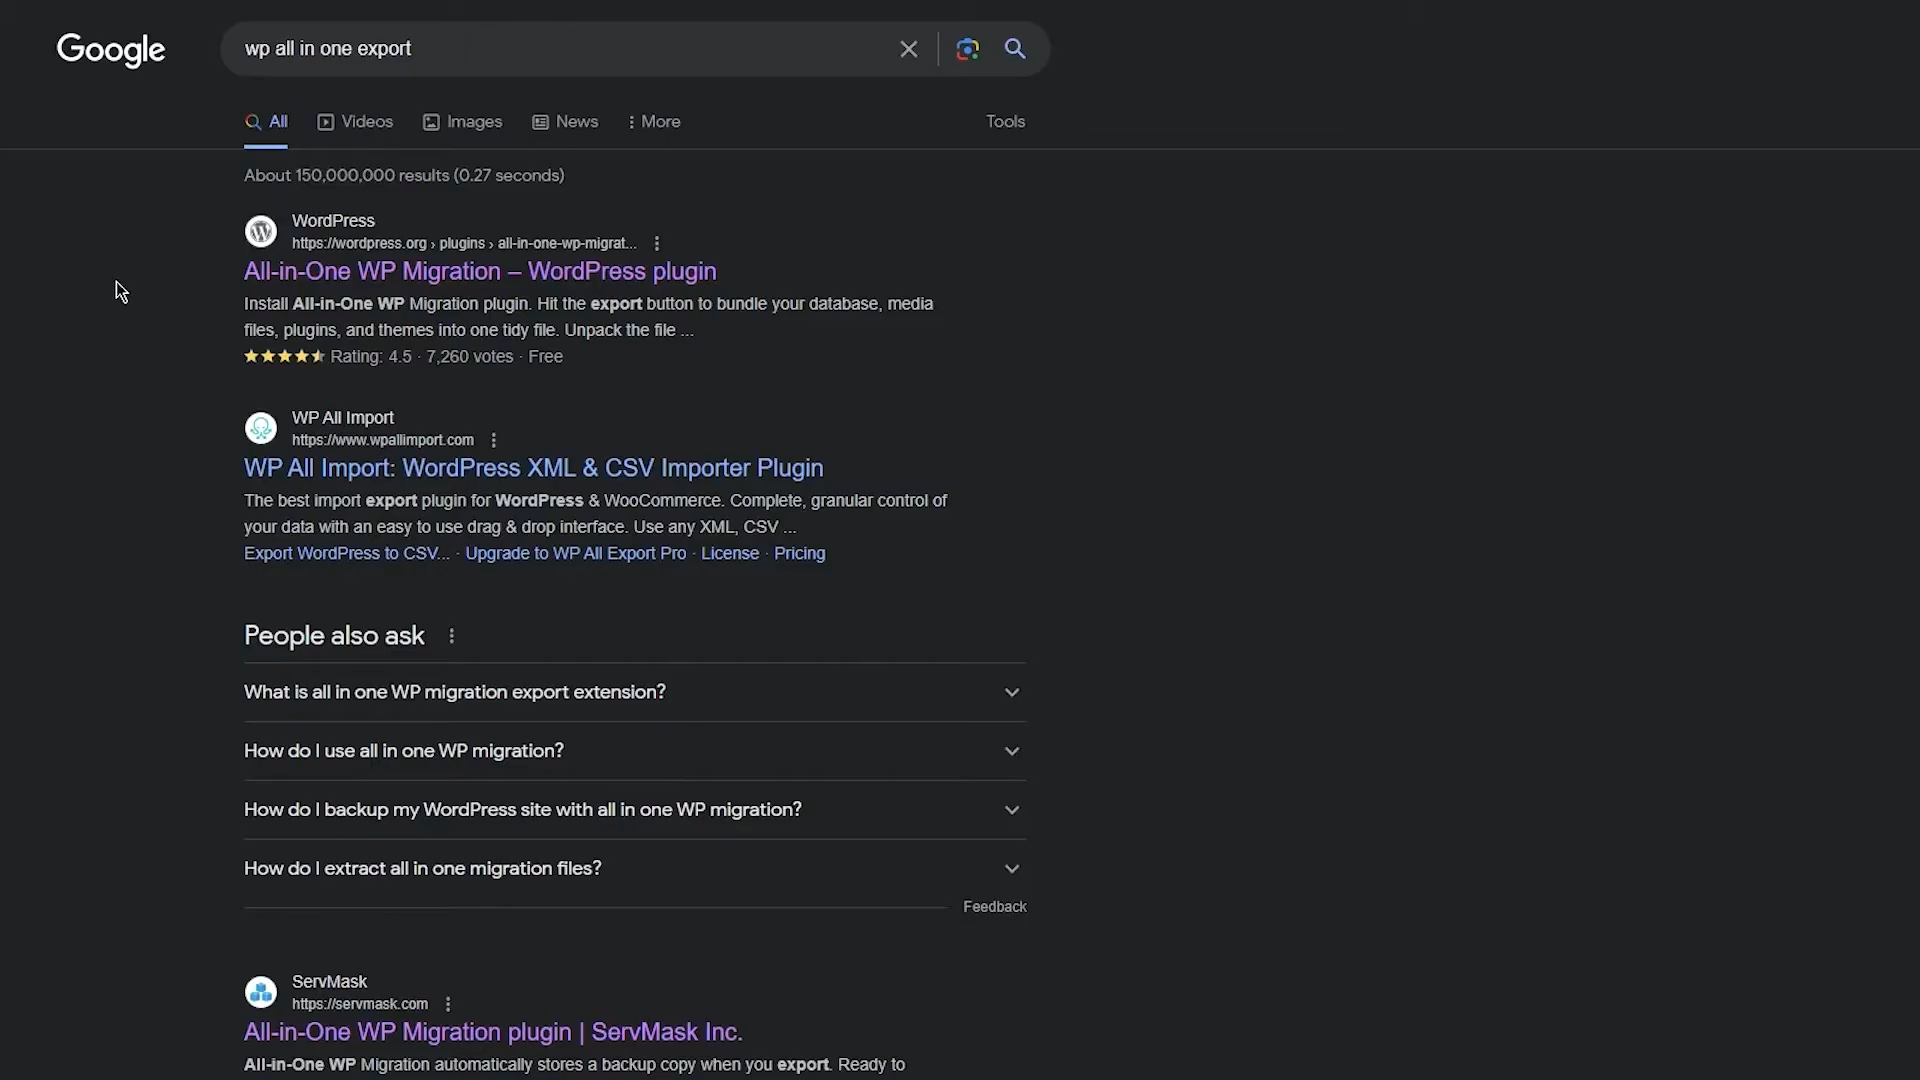 Google
wp all in one export
All
Videos
Images
News
More
Tools
About 150,000,000 results (0.27 seconds)
WordPress
https://wordpress.org › plugins › all-in-one-wp-migrat...
All-in-One WP Migration – WordPress plugin
Install All-in-One WP Migration plugin. Hit the export button to bundle your database, media
files, plugins, and themes into one tidy file. Unpack the file ...
Rating: 4.5 · 7,260 votes · Free
WP All Import
https://www.wpallimport.com
WP All Import: WordPress XML & CSV Importer Plugin
The best import export plugin for WordPress & WooCommerce. Complete, granular control of
your data with an easy to use drag & drop interface. Use any XML, CSV ...
Export WordPress to CSV... · Upgrade to WP All Export Pro · License · Pricing
People also ask
What is all in one WP migration export extension?
How do I use all in one WP migration?
How do I backup my WordPress site with all in one WP migration?
How do I extract all in one migration files?
Feedback
ServMask
https://servmask.com
All-in-One WP Migration plugin | ServMask Inc.
All-in-One WP Migration automatically stores a backup copy when you export. Ready to